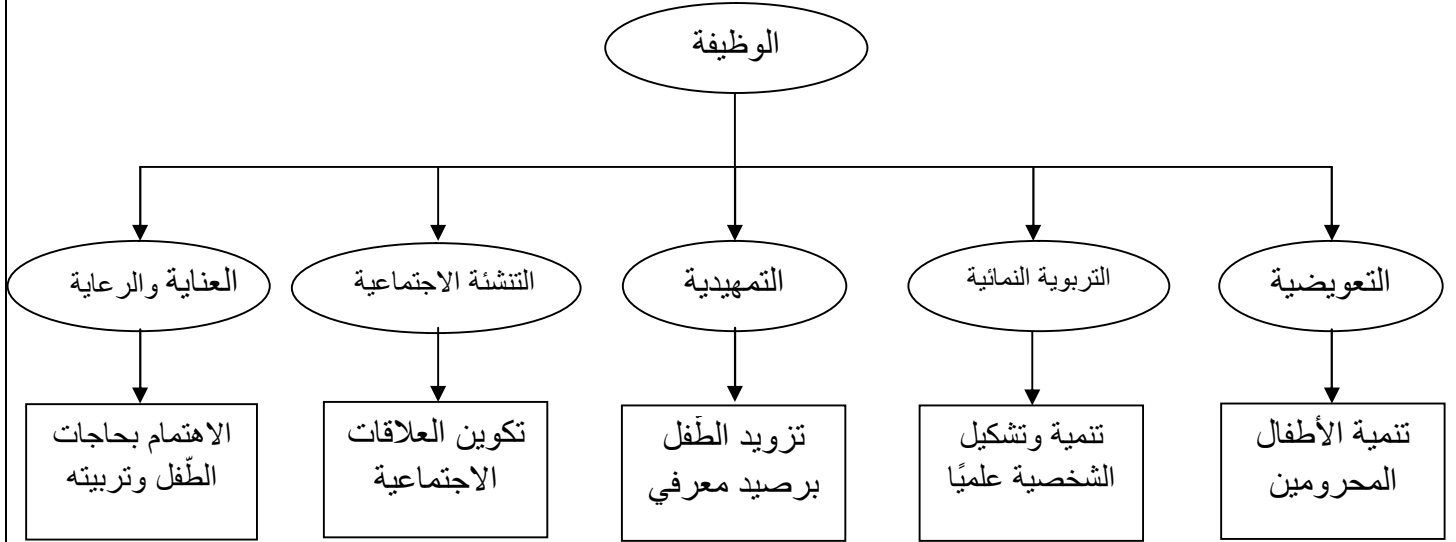 الوظيفة
التعويضية
التربوية النمائية
التمهيدية
التنشئة الاجتماعية
العناية والرعاية
تنمية الأطفال
المحرومين
تنمية وتشكيل
الشخصية علميًا
تزويد الطّفل
برصيد معرفي
تكوين العلاقات
الاجتماعية
الاهتمام بحاجات
الطّفل وتربيته